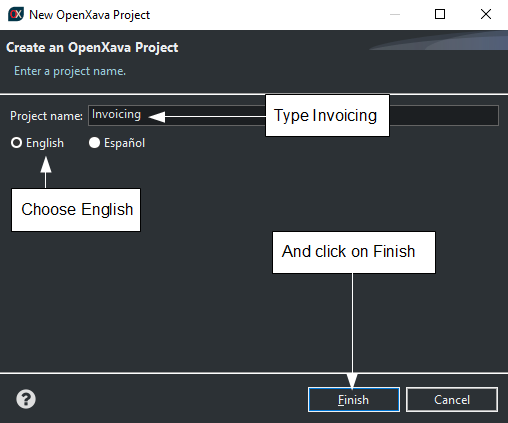 New OpenXava Project
Create an OpenXava Project
Enter a project name.
Project name: Invoicing
Type Invoicing
English Español
Choose English
And click on Finish
? Finish Cancel